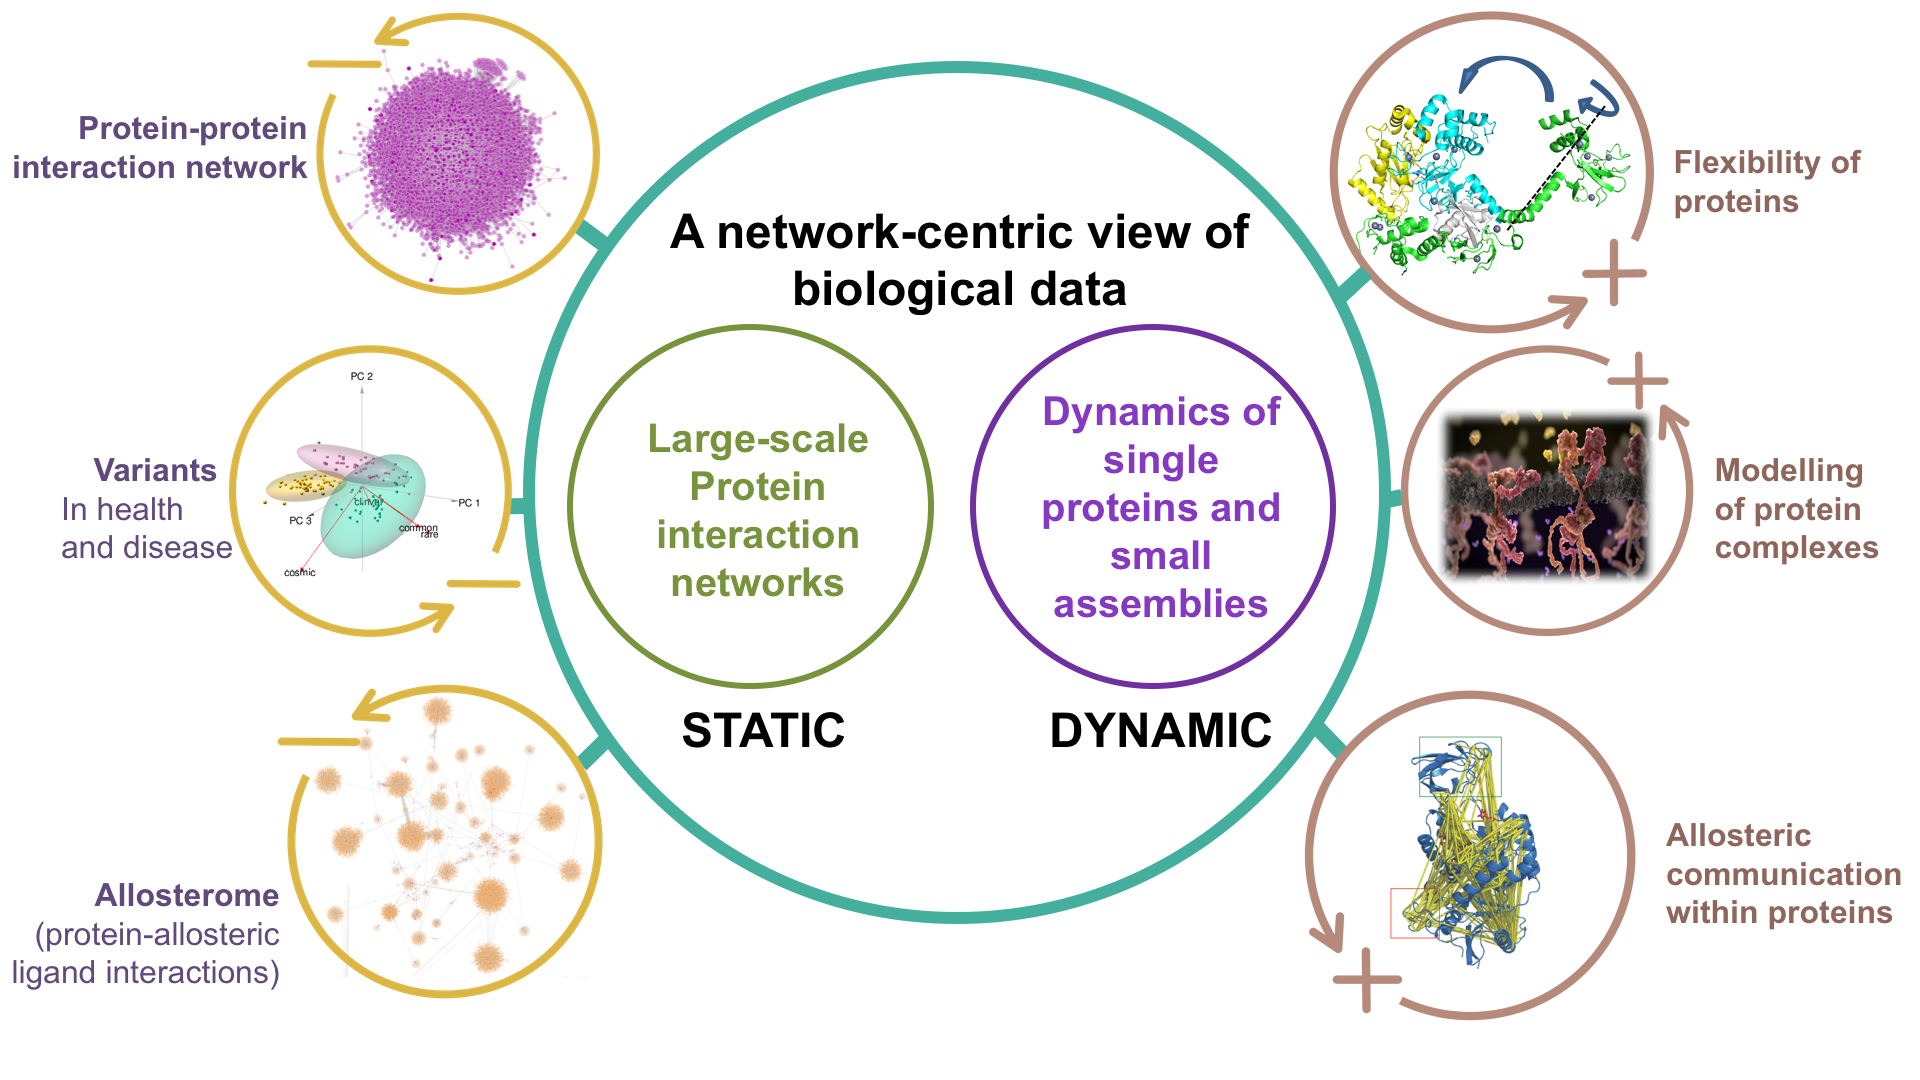 A network-centric view of
biological data
Large-scale
Protein
interaction
networks
STATIC
Dynamics of
single
proteins and
small
assemblies
DYNAMIC
Protein-protein
interaction network
Variants
In health
and disease
PC 2
PC 1
PC 3
clinvar
common
rare
cosmic
Allosterome
(protein-allosteric
ligand interactions)
Flexibility of
proteins
Modelling
of protein
complexes
Allosteric
communication
within proteins